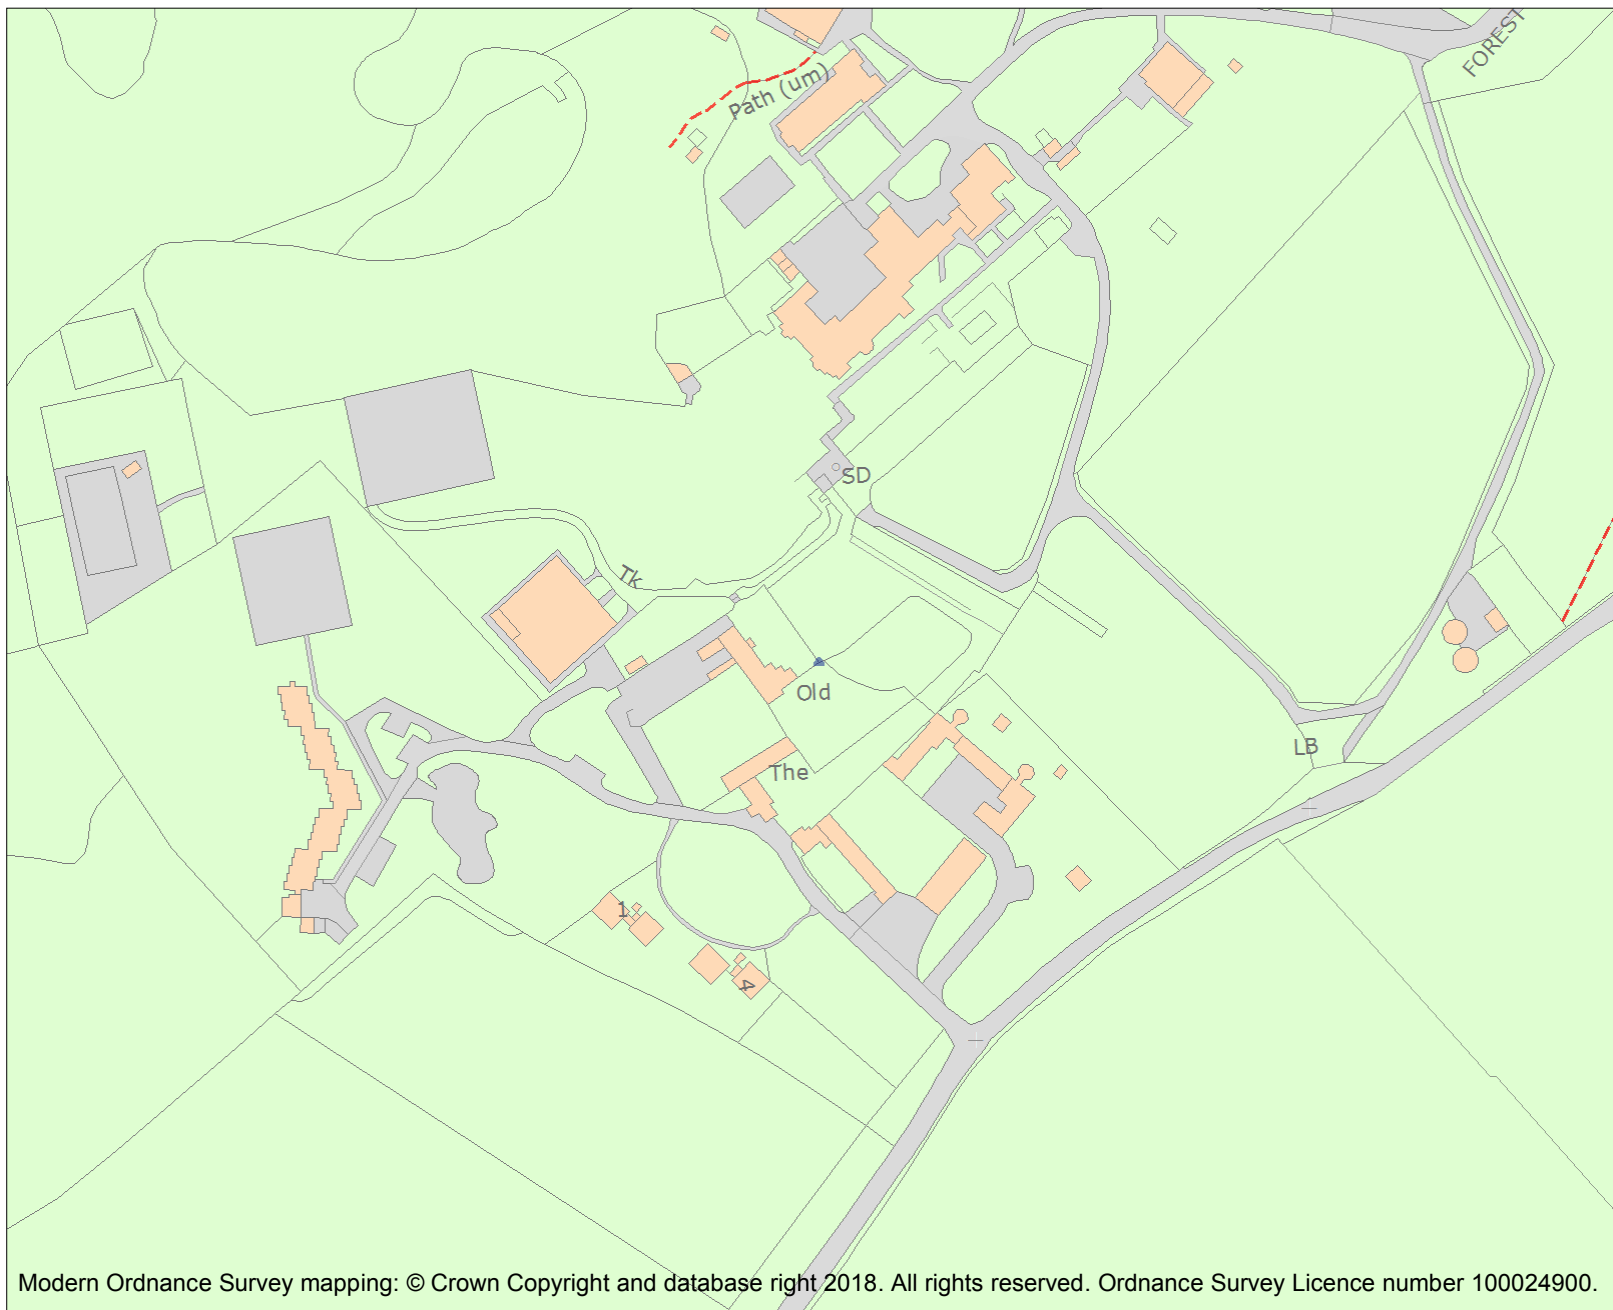 FOREST
Path (um)
SD
Tk
Old
LB
The
1
4
Modern Ordnance Survey mapping: © Crown Copyright and database right 2018. All rights reserved. Ordnance Survey Licence number 100024900.